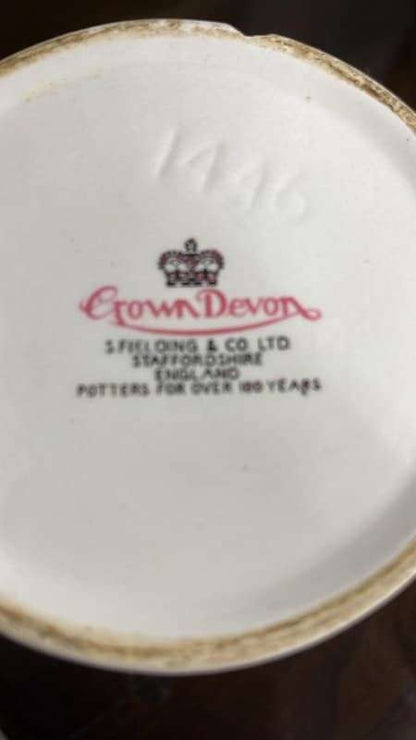 1446
Crown Devon
S.FIELDING & CO. LTD.
STAFFORDSHIRE
ENGLAND
POTTERS FOR OVER 100 YEARS